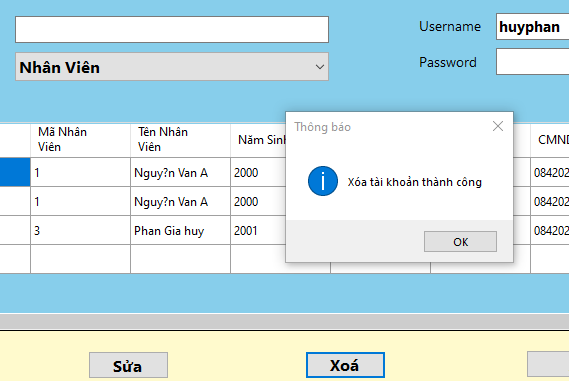 Username
huyphan
Nhân Viên
Password
Thông báo
Xóa tài khoản thành công
OK
Mã Nhân
Viên
Tên Nhân
Viên
Năm Sinh
CMND
1
Nguy?n Van A
2000
084202
1
Nguy?n Van A
2000
084202
3
Phan Gia huy
2001
084202
Sửa
Xoá